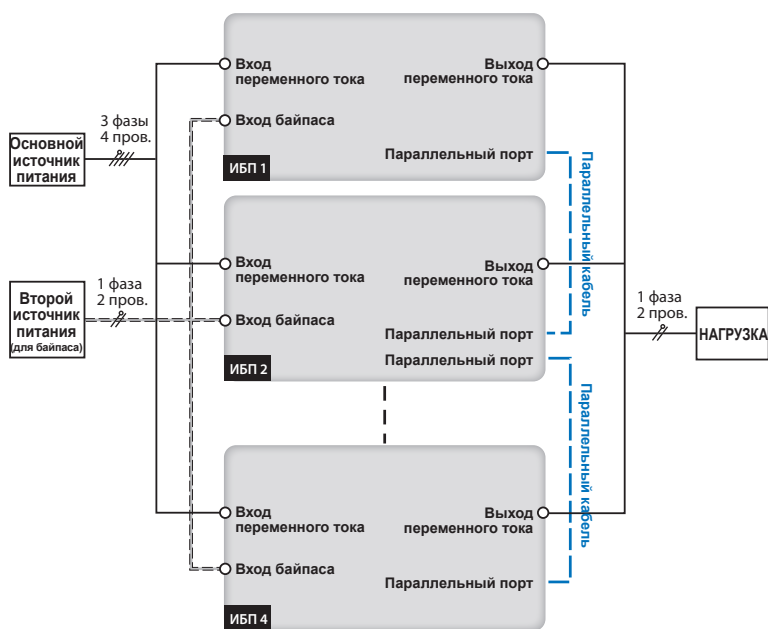 Основной
источник
питания
3 фазы
4 пров.
Вход
переменного тока
Выход
переменного тока
Вход байпаса
Параллельный порт
ИБП 1
Параллельный кабель
Второй
источник
питания
(для байпаса)
1 фаза
2 пров.
Вход
переменного тока
Выход
переменного тока
Вход байпаса
Параллельный порт
Параллельный порт
ИБП 2
1 фаза
2 пров.
НАГРУЗКА
Параллельный кабель
Вход
переменного тока
Выход
переменного тока
Вход байпаса
Параллельный порт
ИБП 4